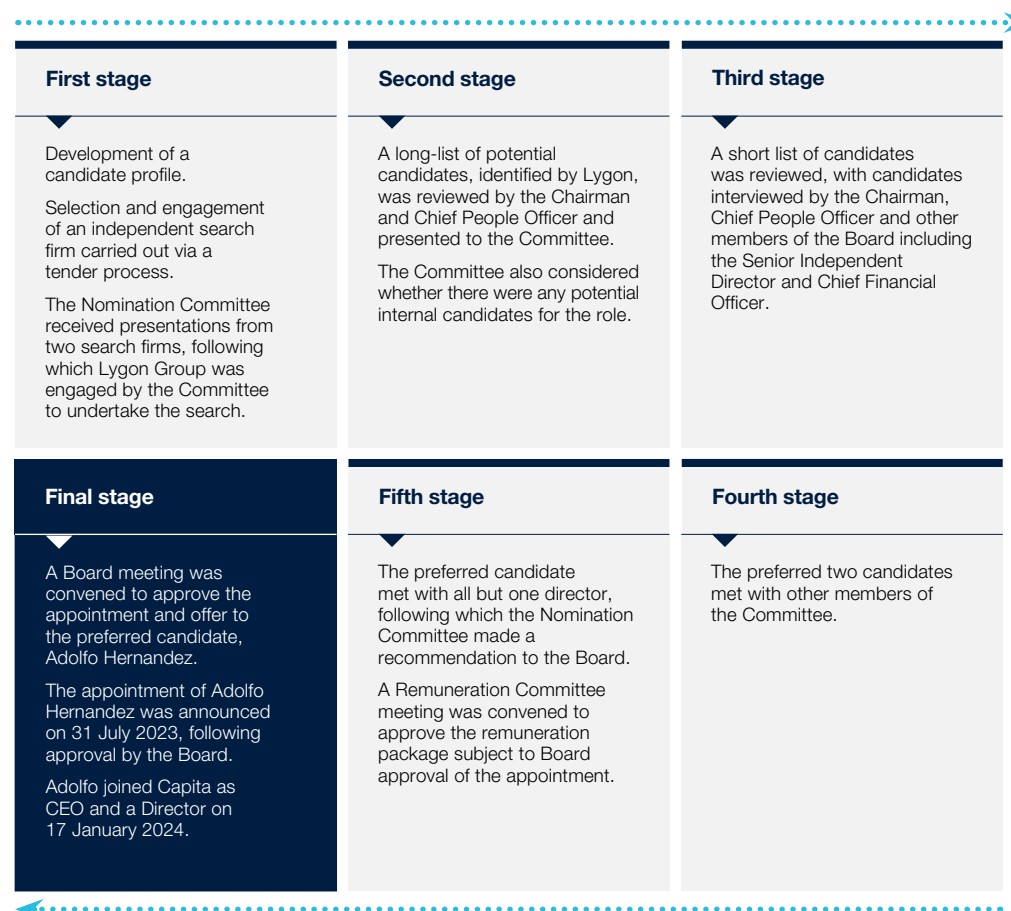 First stage
Development of a
candidate profile.
Selection and engagement
of an independent search
firm carried out via a
tender process.
The Nomination Committee
received presentations from
two search firms, following
which Lygon Group was
engaged by the Committee
to undertake the search.
Second stage
A long-list of potential
candidates, identified by Lygon,
was reviewed by the Chairman
and Chief People Officer and
presented to the Committee.
The Committee also considered
whether there were any potential
internal candidates for the role.
Third stage
A short list of candidates
was reviewed, with candidates
interviewed by the Chairman,
Chief People Officer and other
members of the Board including
the Senior Independent
Director and Chief Financial
Officer.
Fourth stage
The preferred two candidates
met with other members of
the Committee.
Fifth stage
The preferred candidate
met with all but one director,
following which the Nomination
Committee made a
recommendation to the Board.
A Remuneration Committee
meeting was convened to
approve the remuneration
package subject to Board
approval of the appointment.
Final stage
A Board meeting was
convened to approve the
appointment and offer to
the preferred candidate,
Adolfo Hernandez.
The appointment of Adolfo
Hernandez was announced
on 31 July 2023, following
approval by the Board.
Adolfo joined Capita as
CEO and a Director on
17 January 2024.